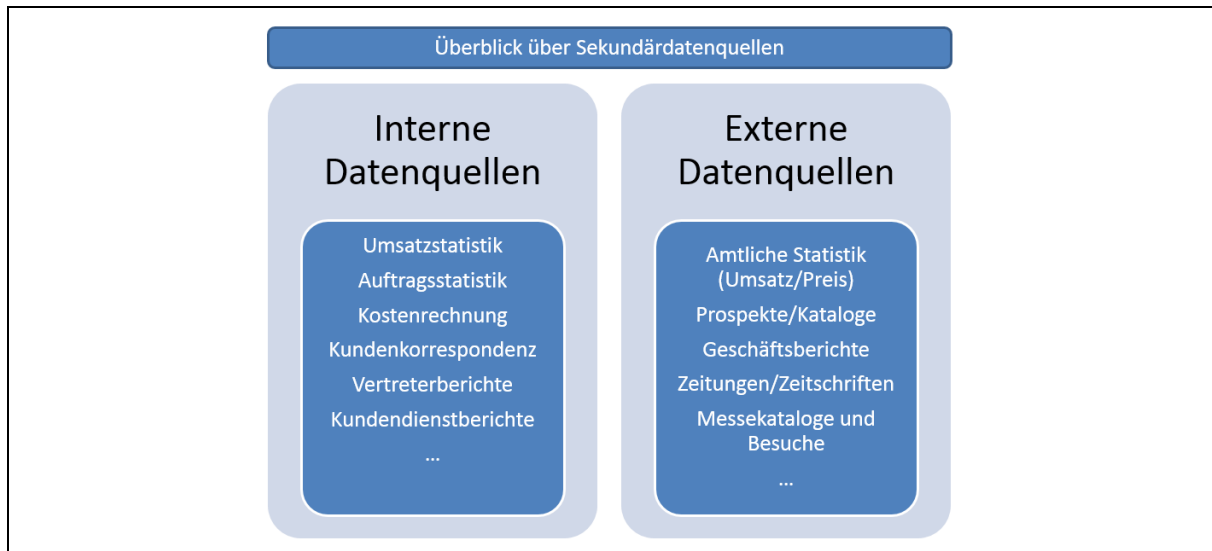 Überblick über Sekundärdatenquellen
Interne
Datenquellen
Umsatzstatistik
Auftragsstatistik
Kostenrechnung
Kundenkorrespondenz
Vertreterberichte
Kundendienstberichte
...
Externe
Datenquellen
Amtliche Statistik
(Umsatz/Preis)
Prospekte/Kataloge
Geschäftsberichte
Zeitungen/Zeitschriften
Messekataloge und
Besuche
...